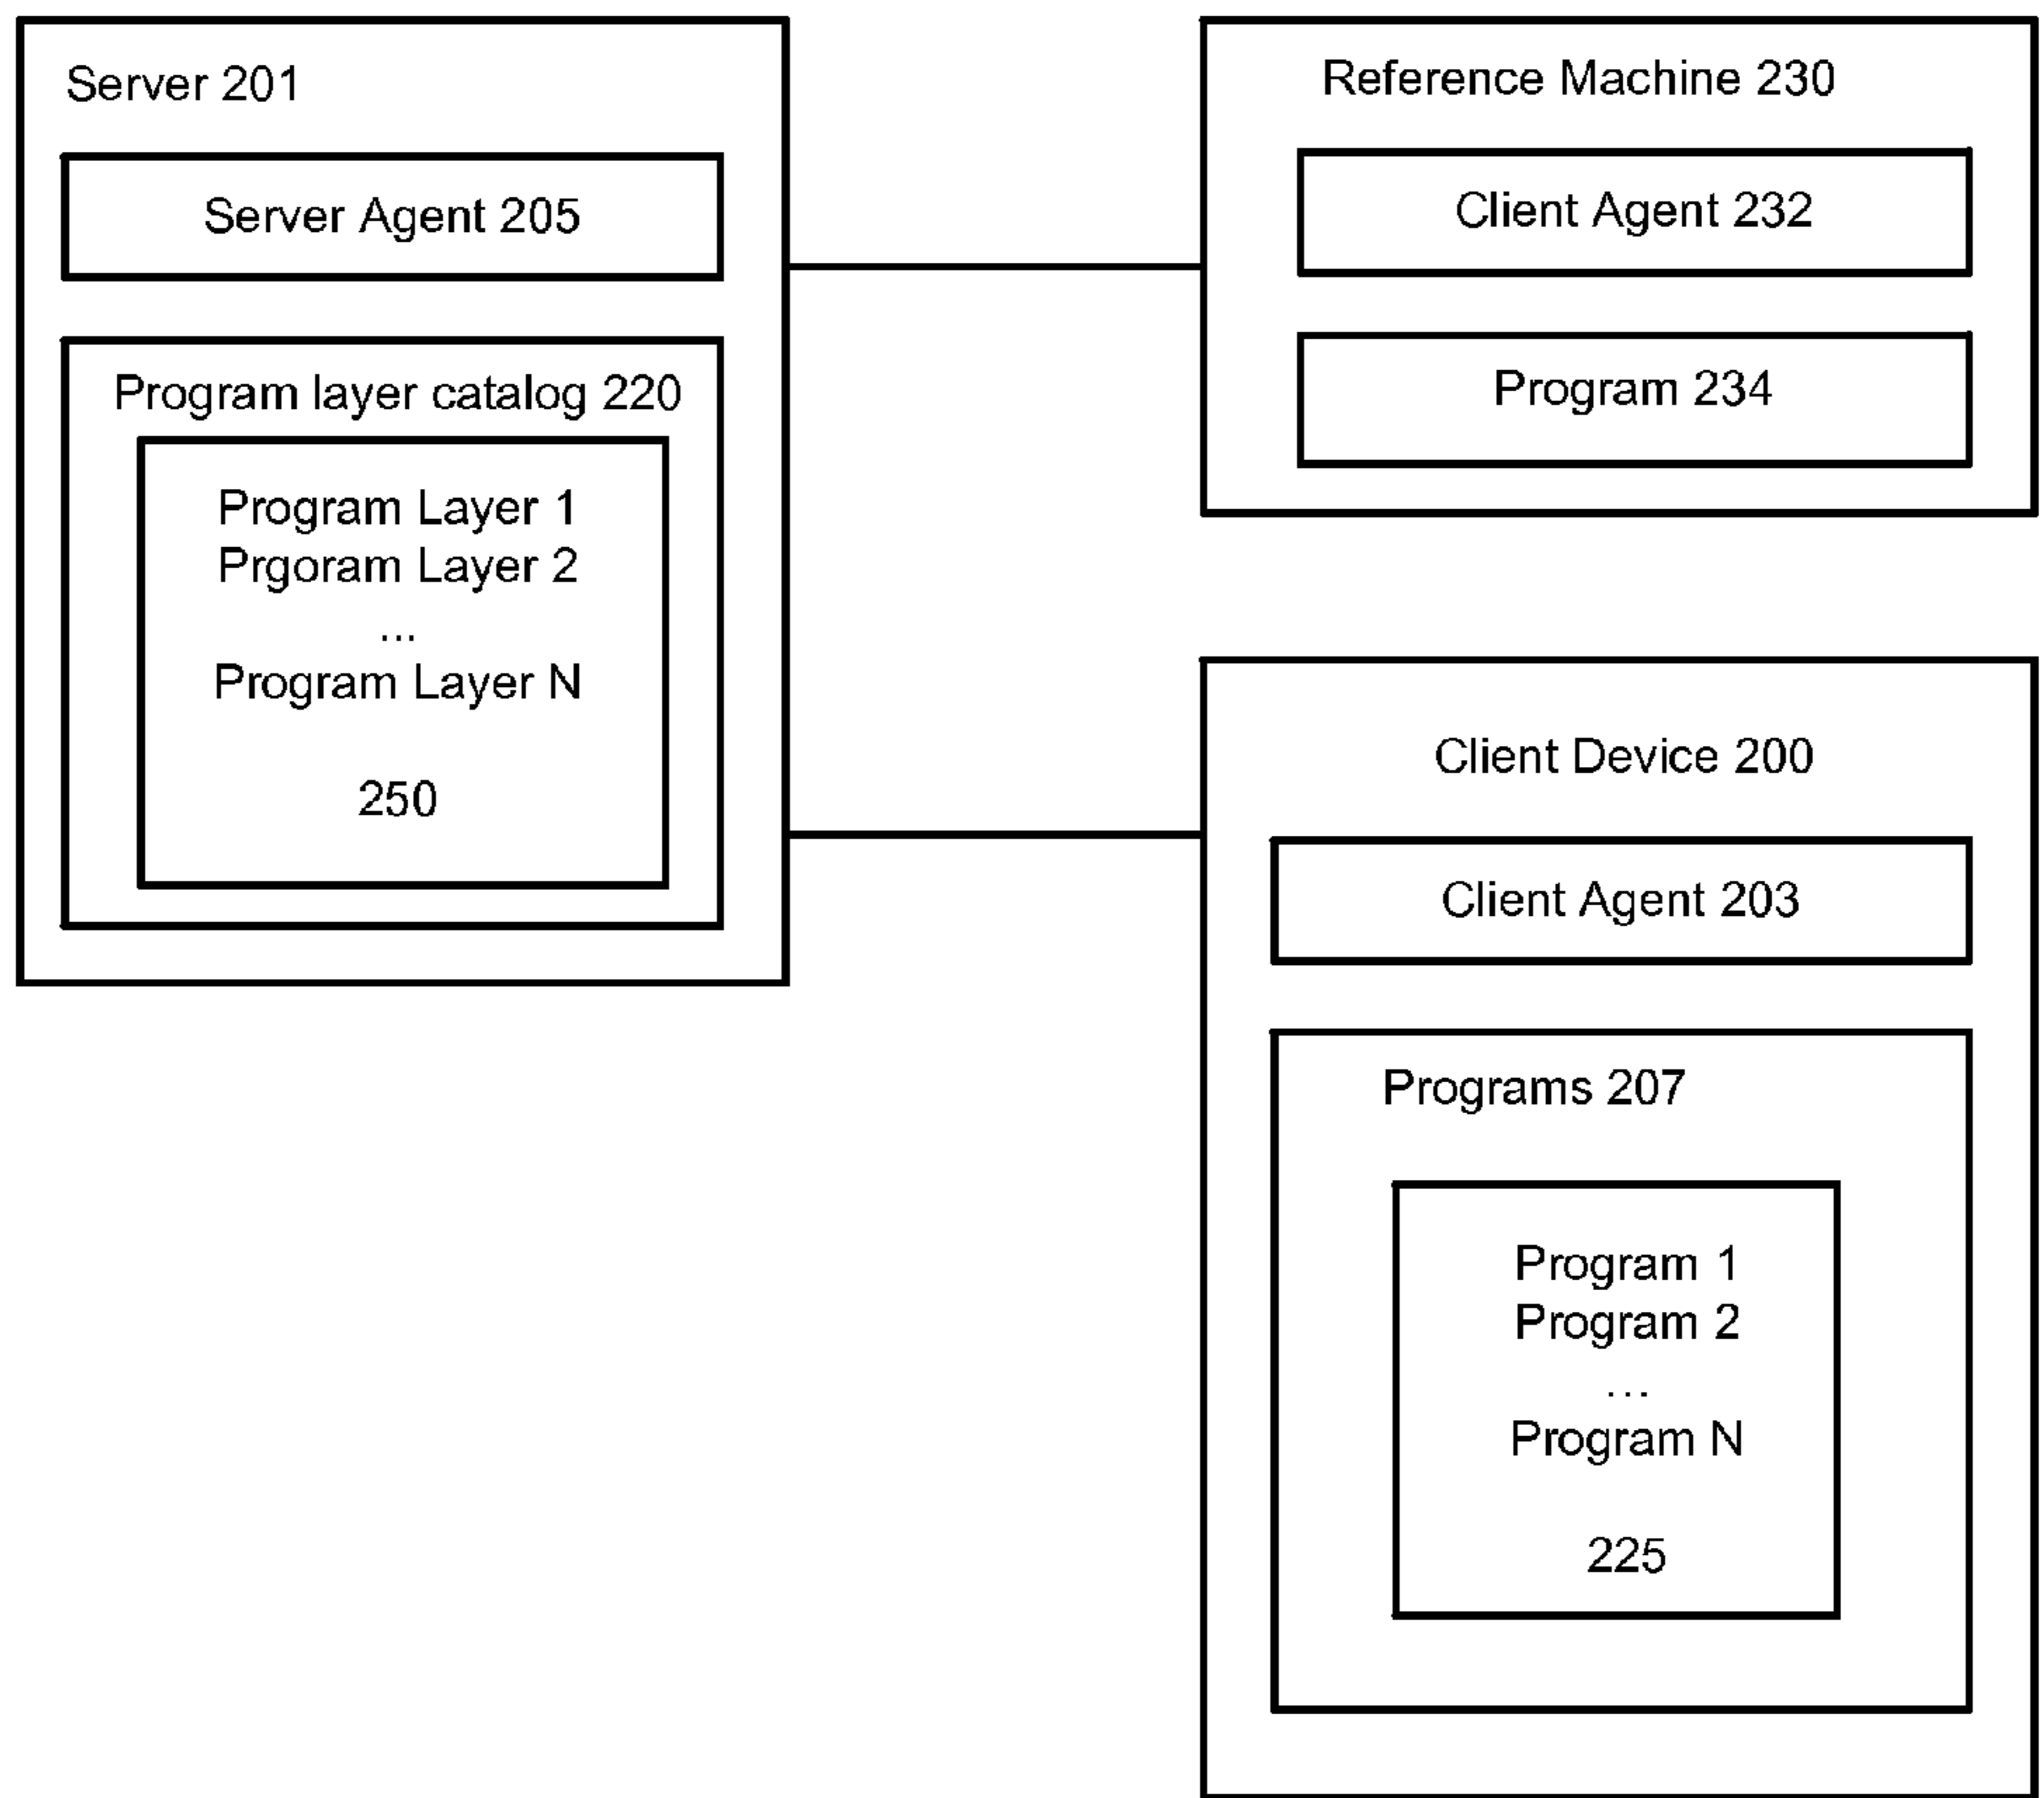 Server 201
Server Agent 205
Program layer catalog 220
Program Layer 1
Prgoram Layer 2
...
Program Layer N
250
Reference Machine 230
Client Agent 232
Program 234
Client Device 200
Client Agent 203
Programs 207
Program 1
Program 2
...
Program N
225